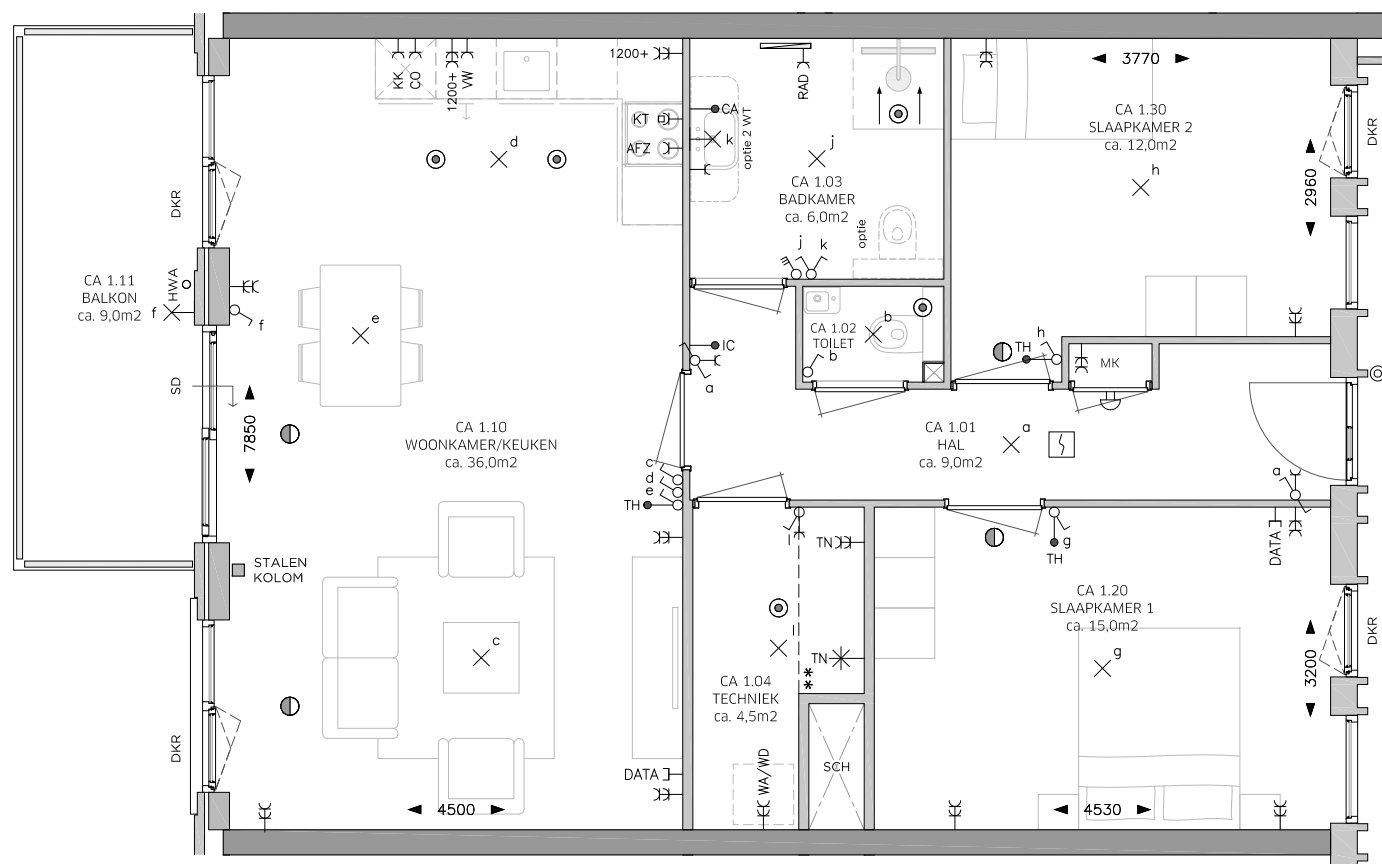 KK
CO
1200+
VW
1200+
KT
AFZ
d
CA
k
optie 2 WT
RAD
j
CA 1.03
BADKAMER
ca. 6,0m2
optie
j
k
3770
CA 1.30
SLAAPKAMER 2
ca. 12,0m2
h
2960
DKR
DKR
HWA
CA 1.11
BALKON
ca. 9,0m2
f
f
e
SD
7850
CA 1.02
TOILET
b
b
IC
a
h
TH
MK
CA 1.10
WOONKAMER/KEUKEN
ca. 36,0m2
c
d
e
TH
CA 1.01
HAL
ca. 9,0m2
a
a
STALEN
KOLOM
l
TN
g
TH
DATA
CA 1.20
SLAAPKAMER 1
ca. 15,0m2
g
3200
DKR
c
l
TN
**
CA 1.04
TECHNIEK
ca. 4,5m2
DKR
DATA
WA/WD
SCH
4500
4530